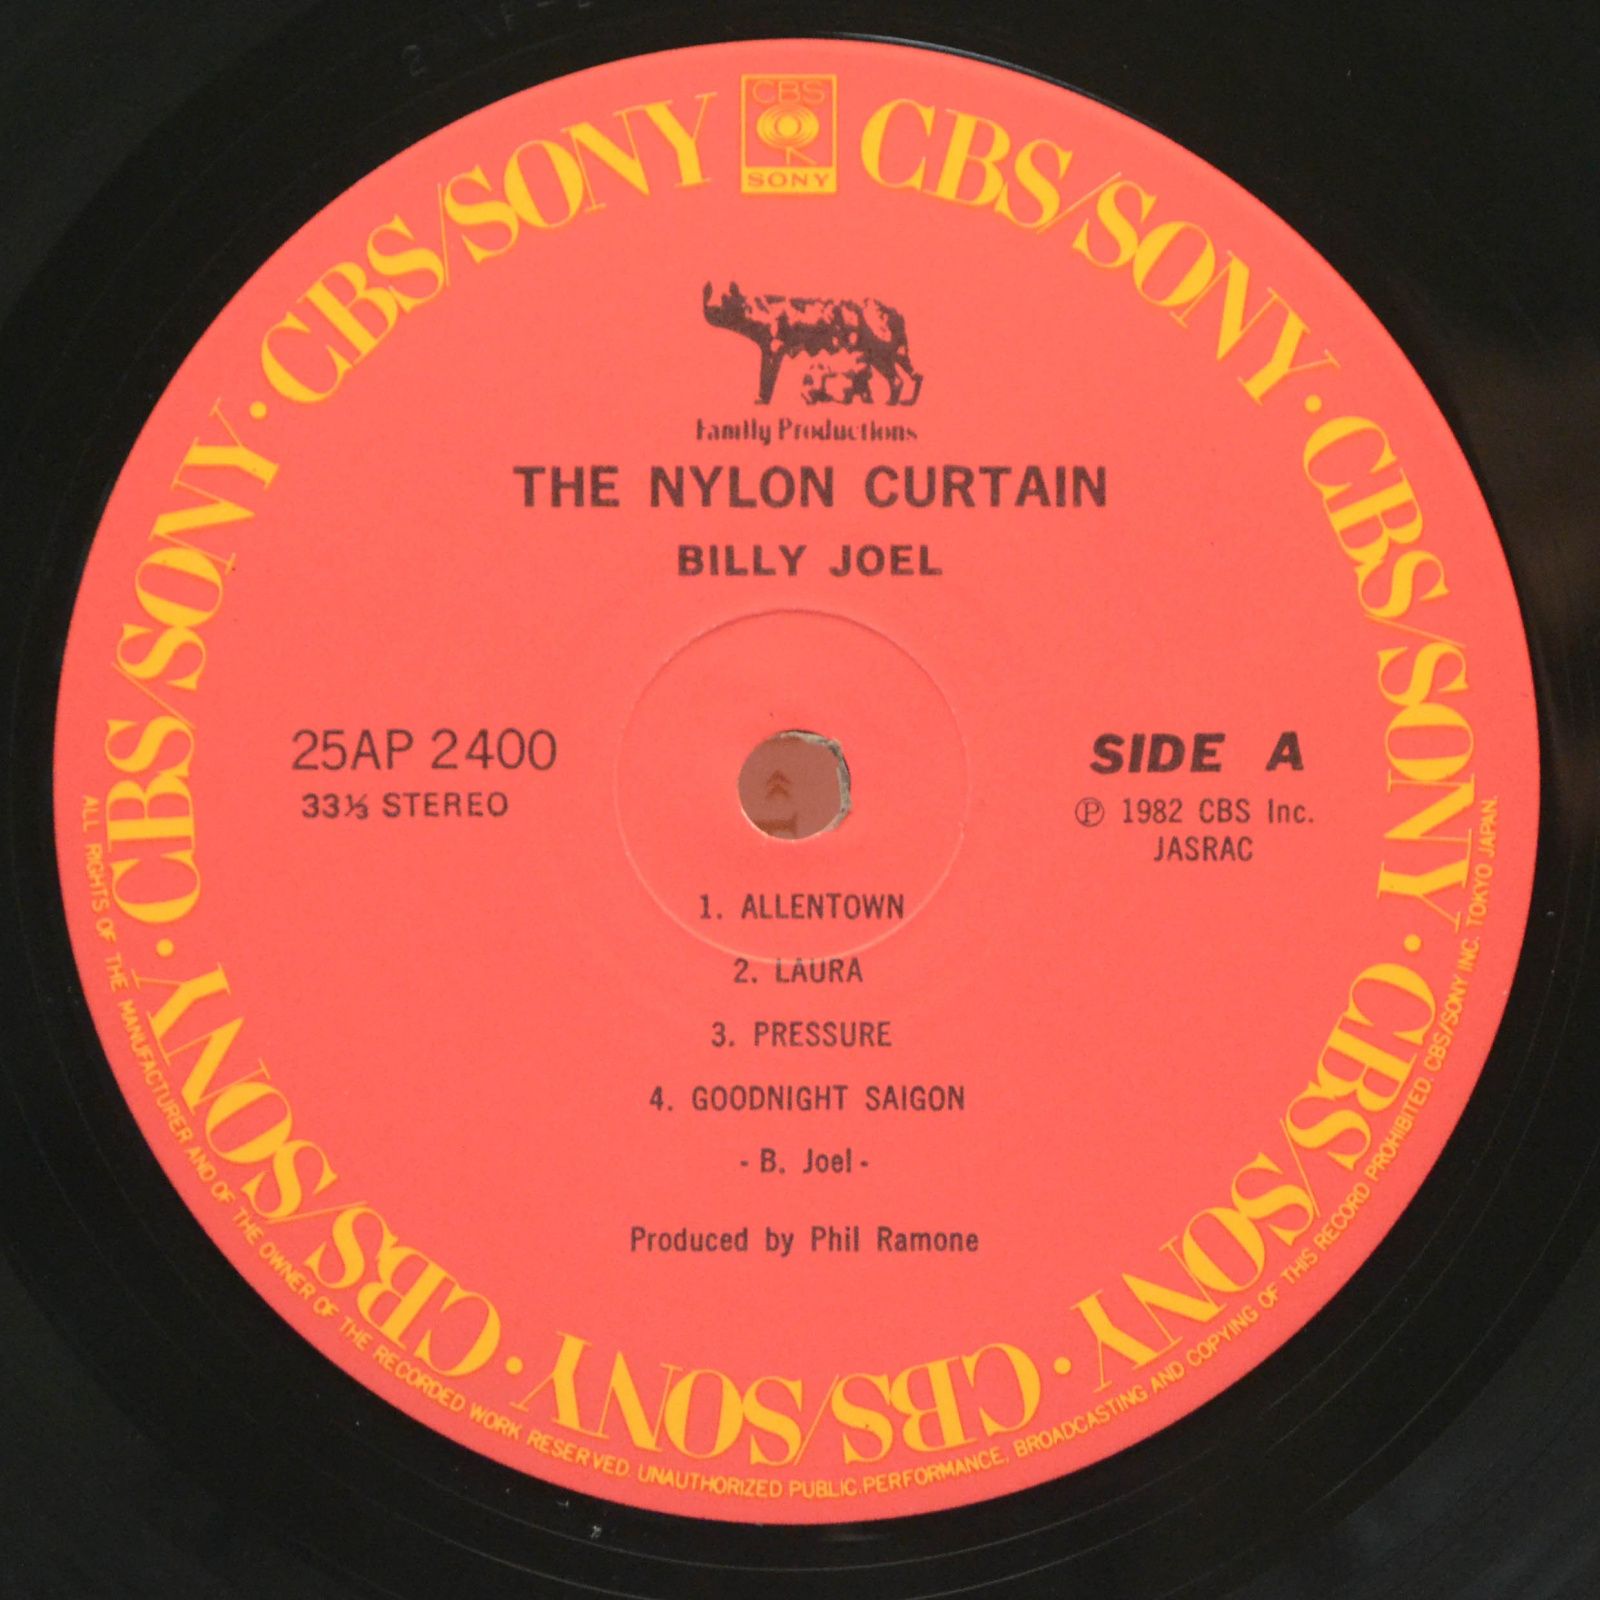 CBS
SONY
CBS/SONY · CBS/SONY · CBS/SONY · CBS/SONY · CBS/SONY · CBS/SONY · CBS/SONY
Family Productions
THE NYLON CURTAIN
BILLY JOEL
25AP 2400
33⅓ STEREO
SIDE A
Ⓟ 1982 CBS Inc.
JASRAC
1. ALLENTOWN
2. LAURA
3. PRESSURE
4. GOODNIGHT SAIGON
- B. Joel -
Produced by Phil Ramone
ALL RIGHTS OF THE MANUFACTURER AND OF THE OWNER OF THE RECORDED WORK RESERVED. UNAUTHORIZED PUBLIC PERFORMANCE, BROADCASTING AND COPYING OF THIS RECORD PROHIBITED. CBS/SONY INC. TOKYO JAPAN.